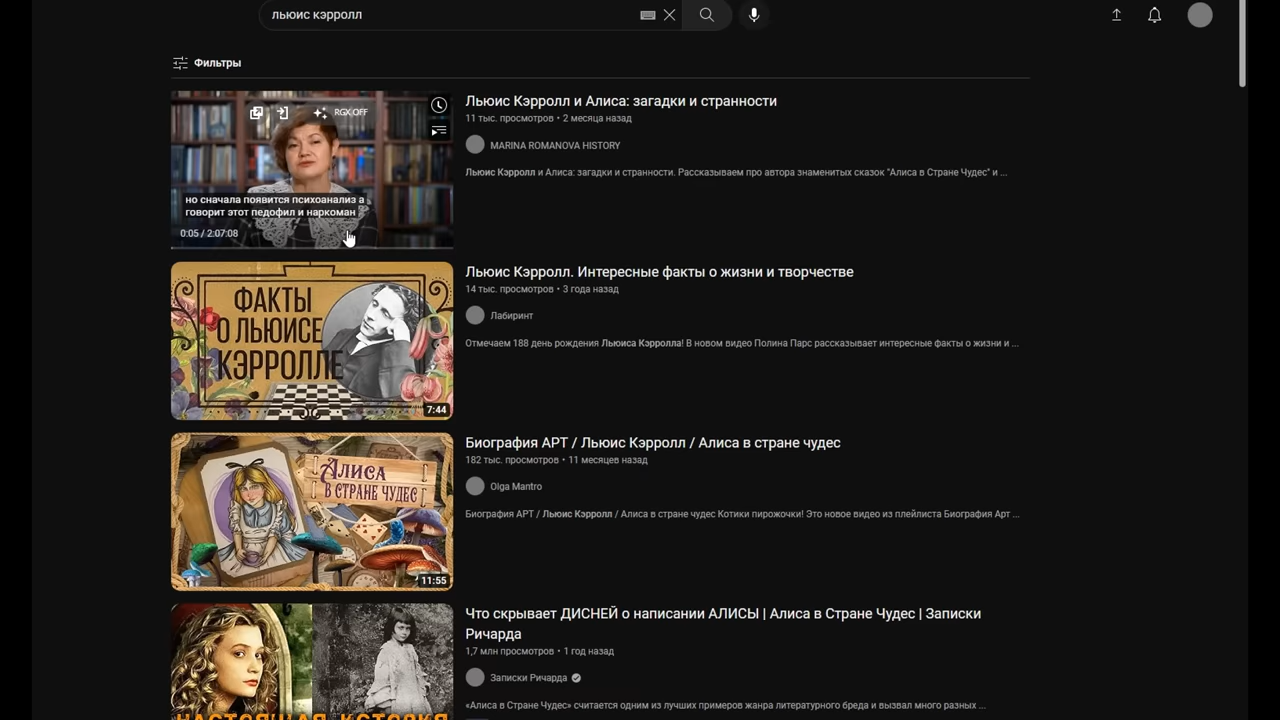 льюис кэрролл
Фильтры
RGX OFF
но сначала появится психоанализ а
говорит этот педофил и наркоман
0:05 / 2:07:08
Льюис Кэрролл и Алиса: загадки и странности
11 тыс. просмотров • 2 месяца назад
MARINA ROMANOVA HISTORY
Льюис Кэрролл и Алиса: загадки и странности. Рассказываем про автора знаменитых сказок "Алиса в Стране Чудес" и ...
ФАКТЫ
О ЛЬЮИСЕ
КЭРРОЛЛЕ
7:44
Льюис Кэрролл. Интересные факты о жизни и творчестве
14 тыс. просмотров • 3 года назад
Лабиринт
Отмечаем 188 день рождения Льюиса Кэрролла! В новом видео Полина Парс рассказывает интересные факты о жизни и ...
Алиса
в стране чудес
11:55
Биография АРТ / Льюис Кэрролл / Алиса в стране чудес
182 тыс. просмотров • 11 месяцев назад
Olga Mantro
Биография АРТ / Льюис Кэрролл / Алиса в стране чудес Котики пирожочки! Это новое видео из плейлиста Биография Арт ...
НАСТОЯЩАЯ КОТОРАЯ
Что скрывает ДИСНЕЙ о написании АЛИСЫ | Алиса в Стране Чудес | Записки
Ричарда
1,7 млн просмотров • 1 год назад
Записки Ричарда
«Алиса в Стране Чудес» считается одним из лучших примеров жанра литературного бреда и вызвал много разных ...